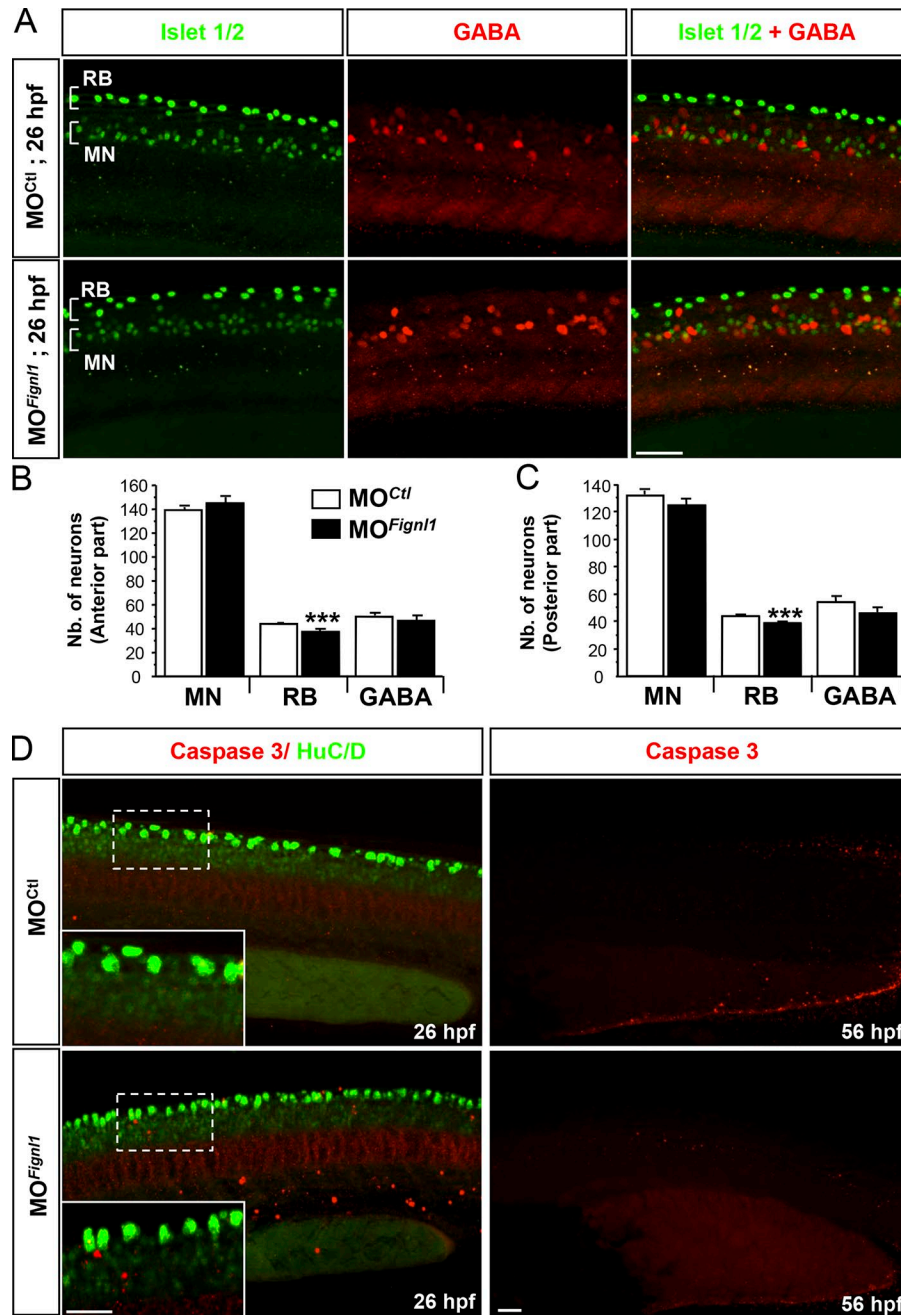 A
Islet 1/2
GABA
Islet 1/2 + GABA
MOCtl ; 26 hpf
RB
MN
MOFignl1 ; 26 hpf
RB
MN
B
Nb. of neurons
(Anterior part)
160
140
120
100
80
60
40
20
0
MOCtl
MOFignl1
***
MN
RB
GABA
C
Nb. of neurons
(Posterior part)
140
120
100
80
60
40
20
0
***
MN
RB
GABA
D
Caspase 3/ HuC/D
Caspase 3
MOCtl
26 hpf
56 hpf
MOFignl1
26 hpf
56 hpf